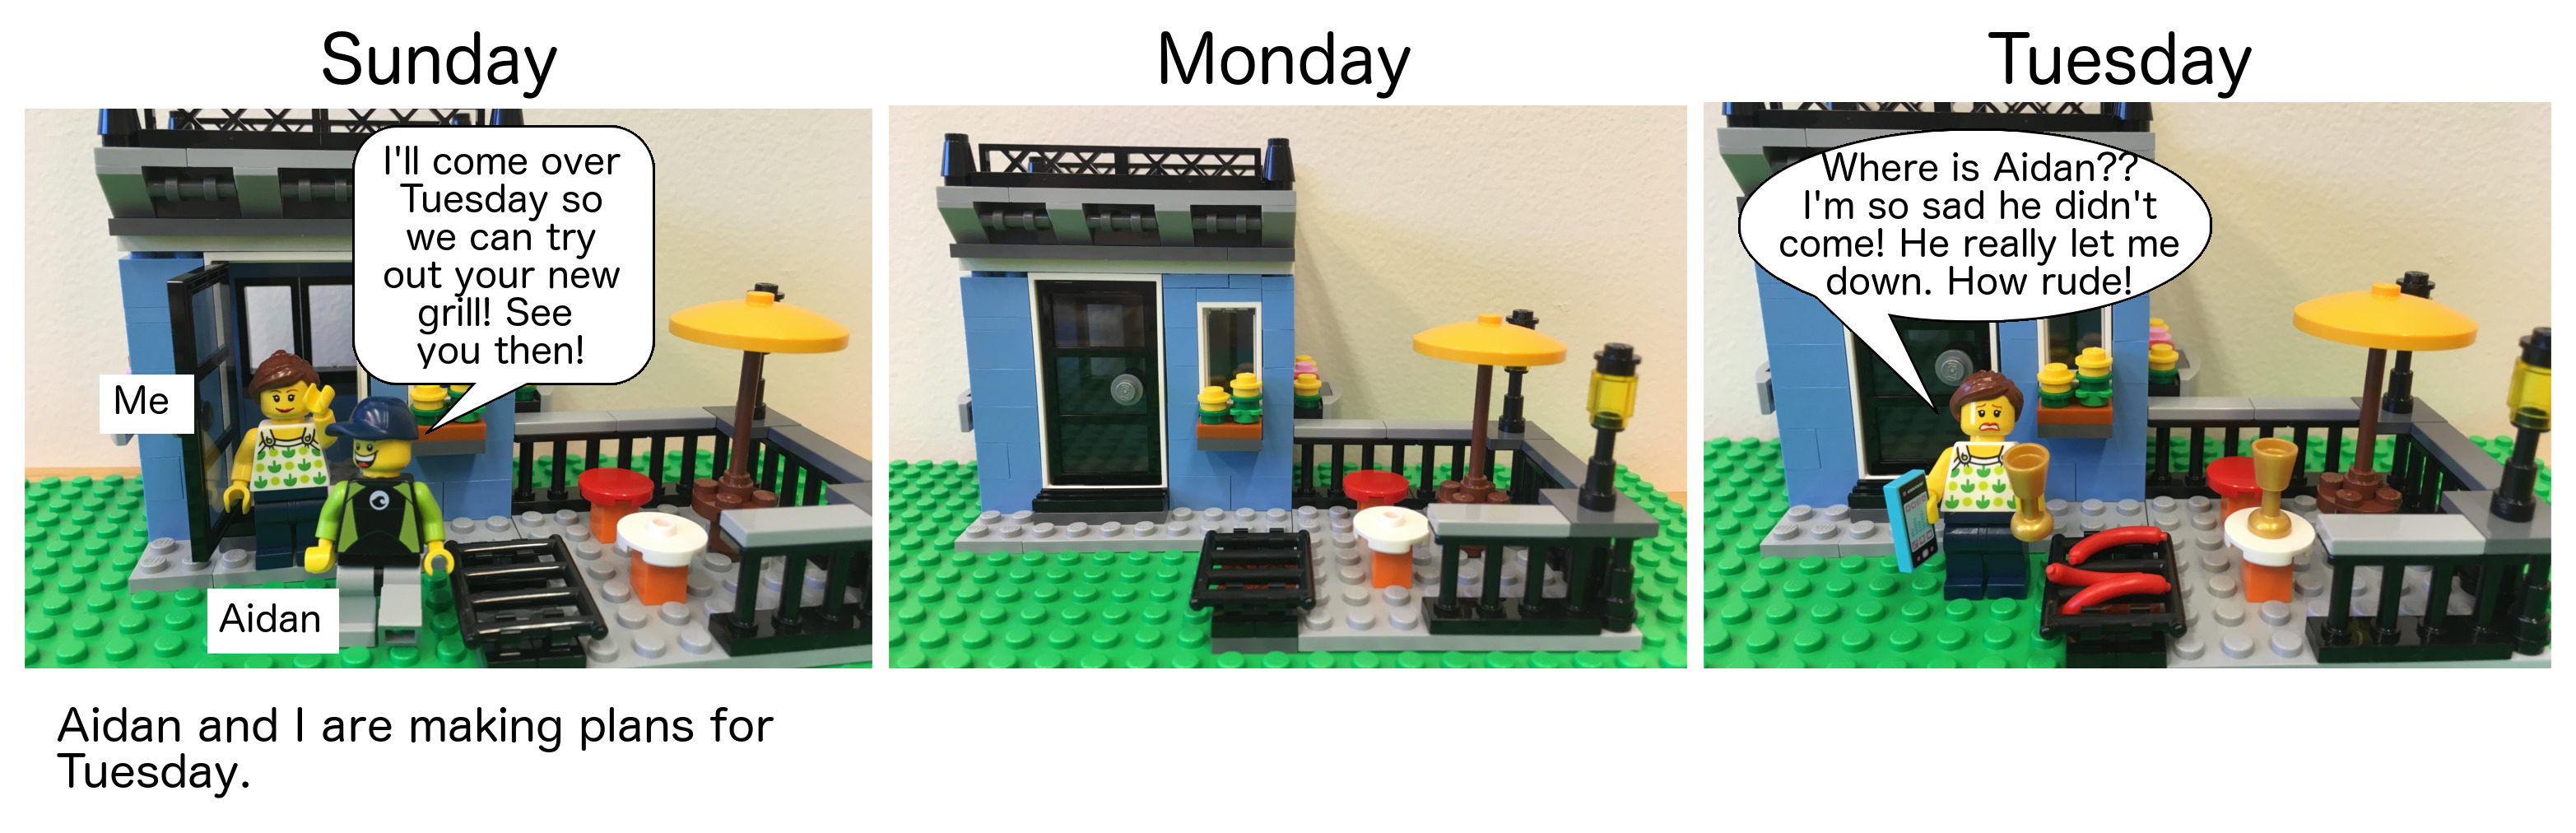 Sunday
Monday
Tuesday
I'll come over
Tuesday so
we can try
out your new
grill! See
you then!
Me
Aidan
Where is Aidan??
I'm so sad he didn't
come! He really let me
down. How rude!
Aidan and I are making plans for
Tuesday.